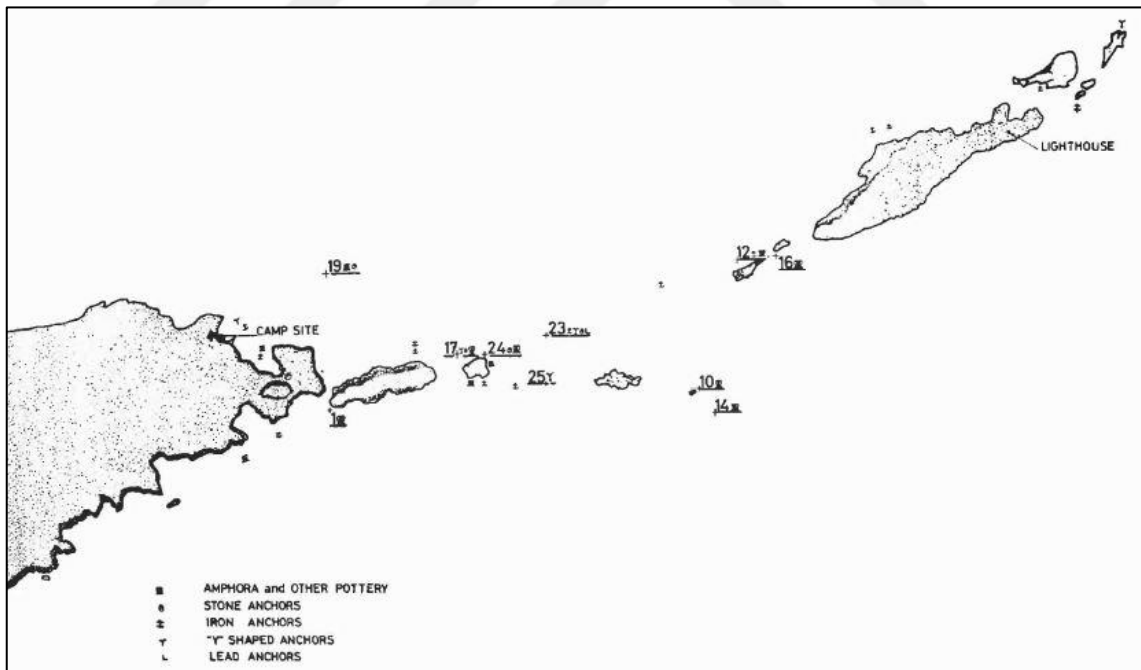 LIGHTHOUSE
12
16
19
CAMP SITE
23
17
24
25
10
14
1
AMPHORA and OTHER POTTERY
STONE ANCHORS
IRON ANCHORS
"Y" SHAPED ANCHORS
LEAD ANCHORS